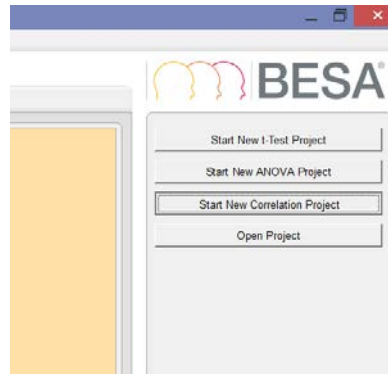 BESA
Start New t-Test Project
Start New ANOVA Project
Start New Correlation Project
Open Project